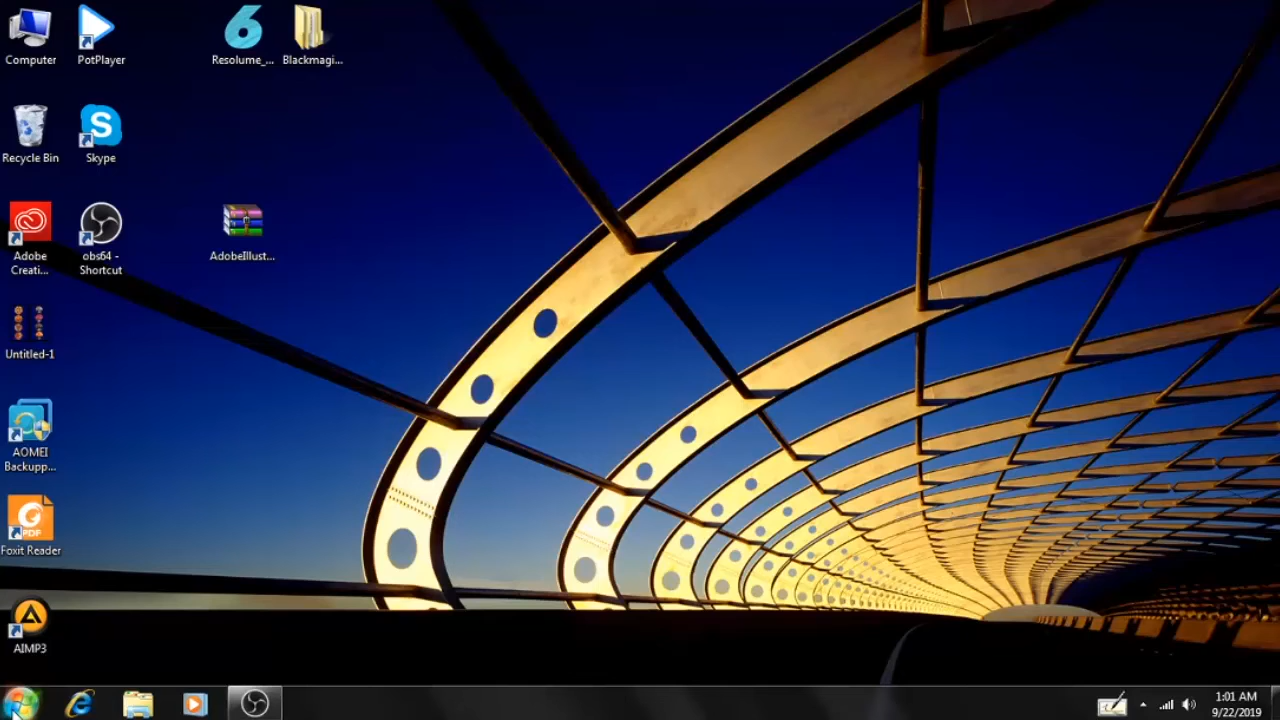 Computer
PotPlayer
Resolume_...
Blackmagi...
Recycle Bin
Skype
Adobe
Creati...
obs64 -
Shortcut
AdobeIllust...
Untitled-1
AOMEI
Backupp...
PDF
Foxit Reader
AIMP3
1:01 AM
9/22/2019